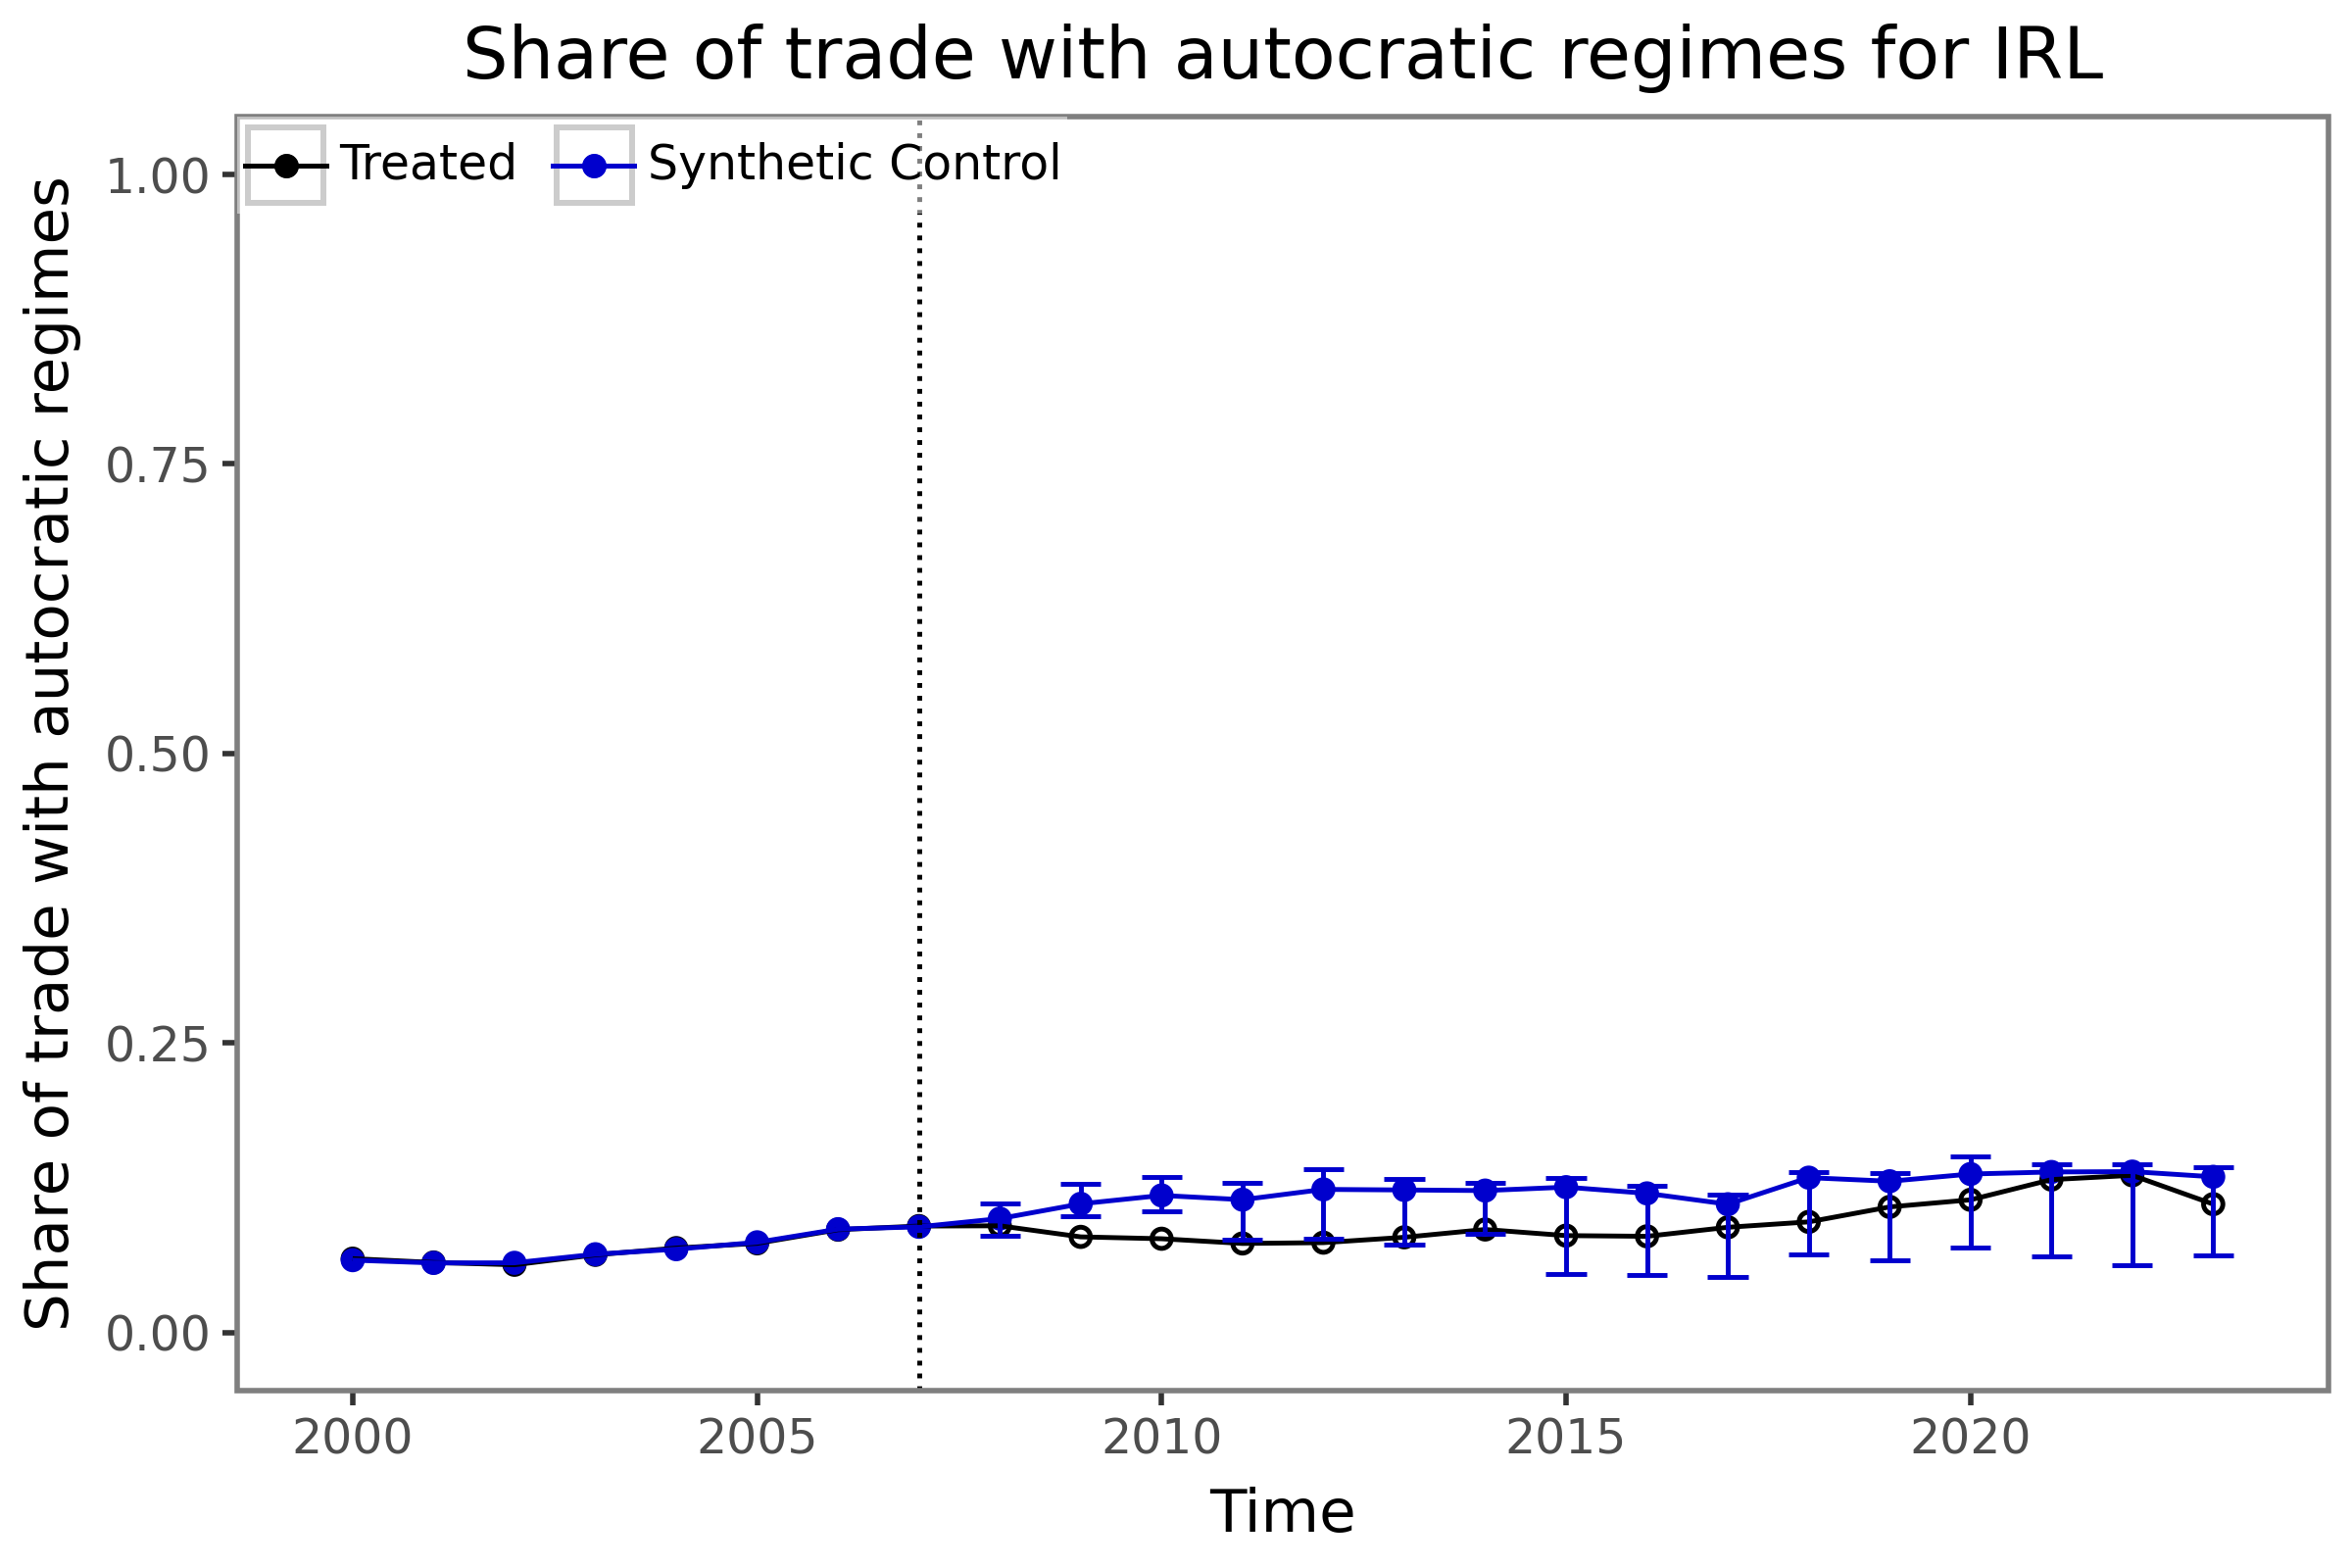 Share of trade with autocratic regimes for IRL
Treated
Synthetic Control
Share of trade with autocratic regimes
1.00
0.75
0.50
0.25
0.00
2000
2005
2010
2015
2020
Time